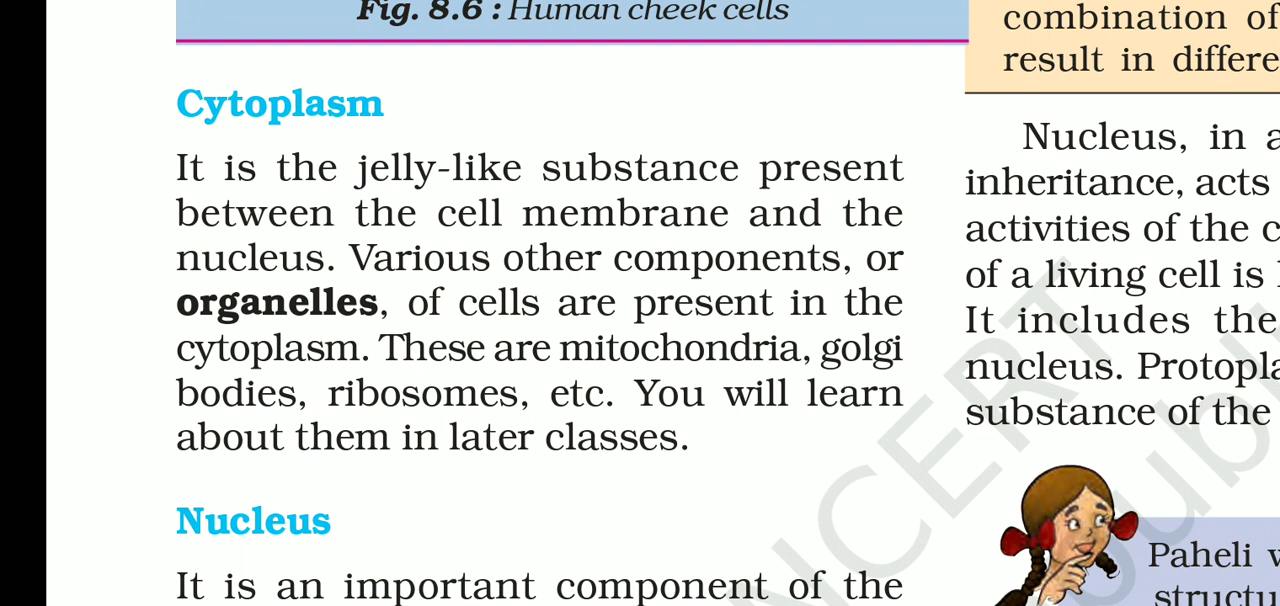 Fig. 8.6 : Human cheek cells
Cytoplasm
It is the jelly-like substance present
between the cell membrane and the
nucleus. Various other components, or
organelles, of cells are present in the
cytoplasm. These are mitochondria, golgi
bodies, ribosomes, etc. You will learn
about them in later classes.
Nucleus
It is an important component of the
combination of
result in differe
Nucleus, in a
inheritance, acts
activities of the c
of a living cell is
It includes the
nucleus. Protopla
substance of the
Paheli w
structu
NCERT
publ